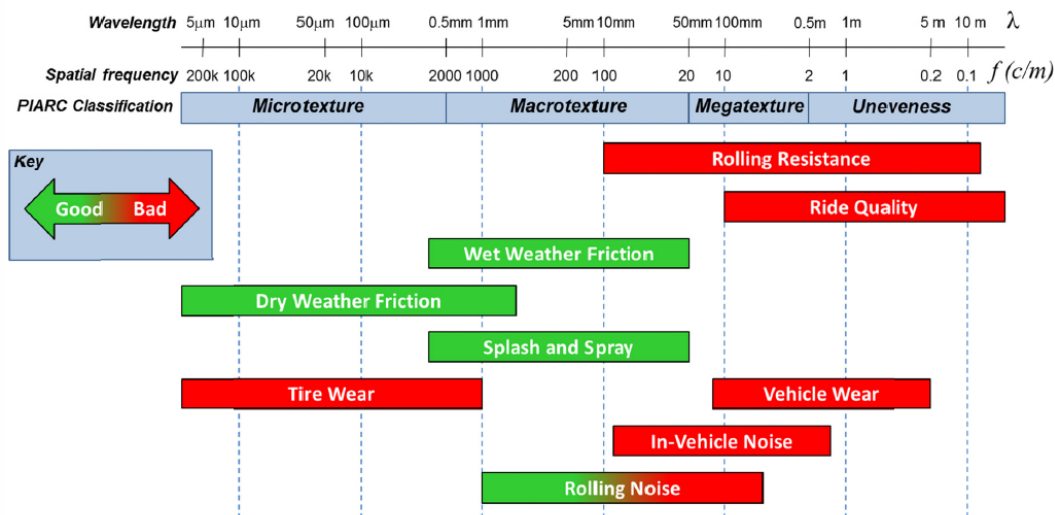 Wavelength 5μm 10μm 50μm 100μm 0.5mm 1mm 5mm 10mm 50mm 100mm 0.5m 1m 5 m 10 m λ
Spatial frequency 200k 100k 20k 10k 2000 1000 200 100 20 10 2 1 0.2 0.1 f (c/m)
PIARC Classification Microtexture Macrotexture Megatexture Uneveness
Key
Good Bad
Rolling Resistance
Ride Quality
Wet Weather Friction
Dry Weather Friction
Splash and Spray
Tire Wear Vehicle Wear
In-Vehicle Noise
Rolling Noise